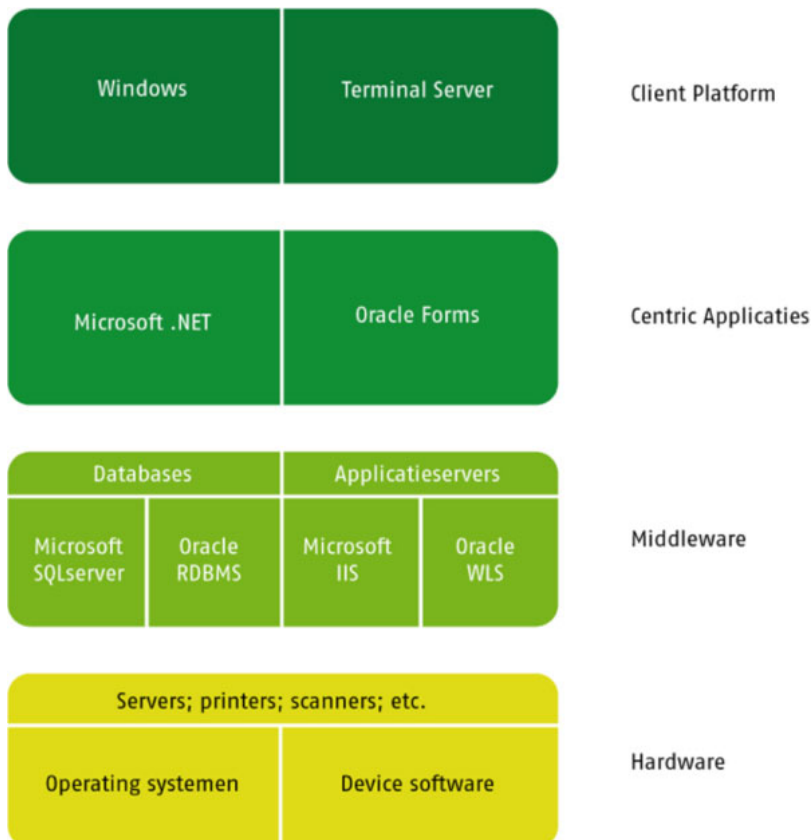 Windows
Terminal Server
Client Platform
Microsoft .NET
Oracle Forms
Centric Applicaties
Databases
Applicatieservers
Microsoft
SQLserver
Oracle
RDBMS
Microsoft
IIS
Oracle
WLS
Middleware
Servers; printers; scanners; etc.
Operating systemen
Device software
Hardware